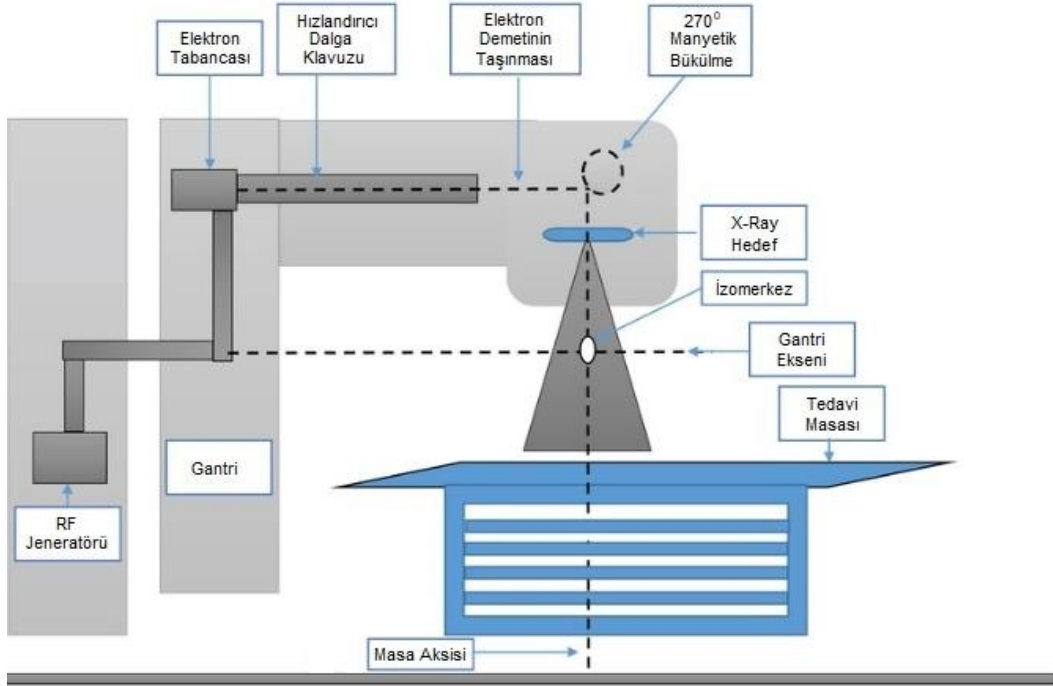 Elektron
Tabancası
Hızlandırıcı
Dalga
Klavuzu
Elektron
Demetinin
Taşınması
270⁰
Manyetik
Bükülme
X-Ray
Hedef
İzomerkez
Gantri
Ekseni
Tedavi
Masası
Gantri
RF
Jeneratörü
Masa Aksisi